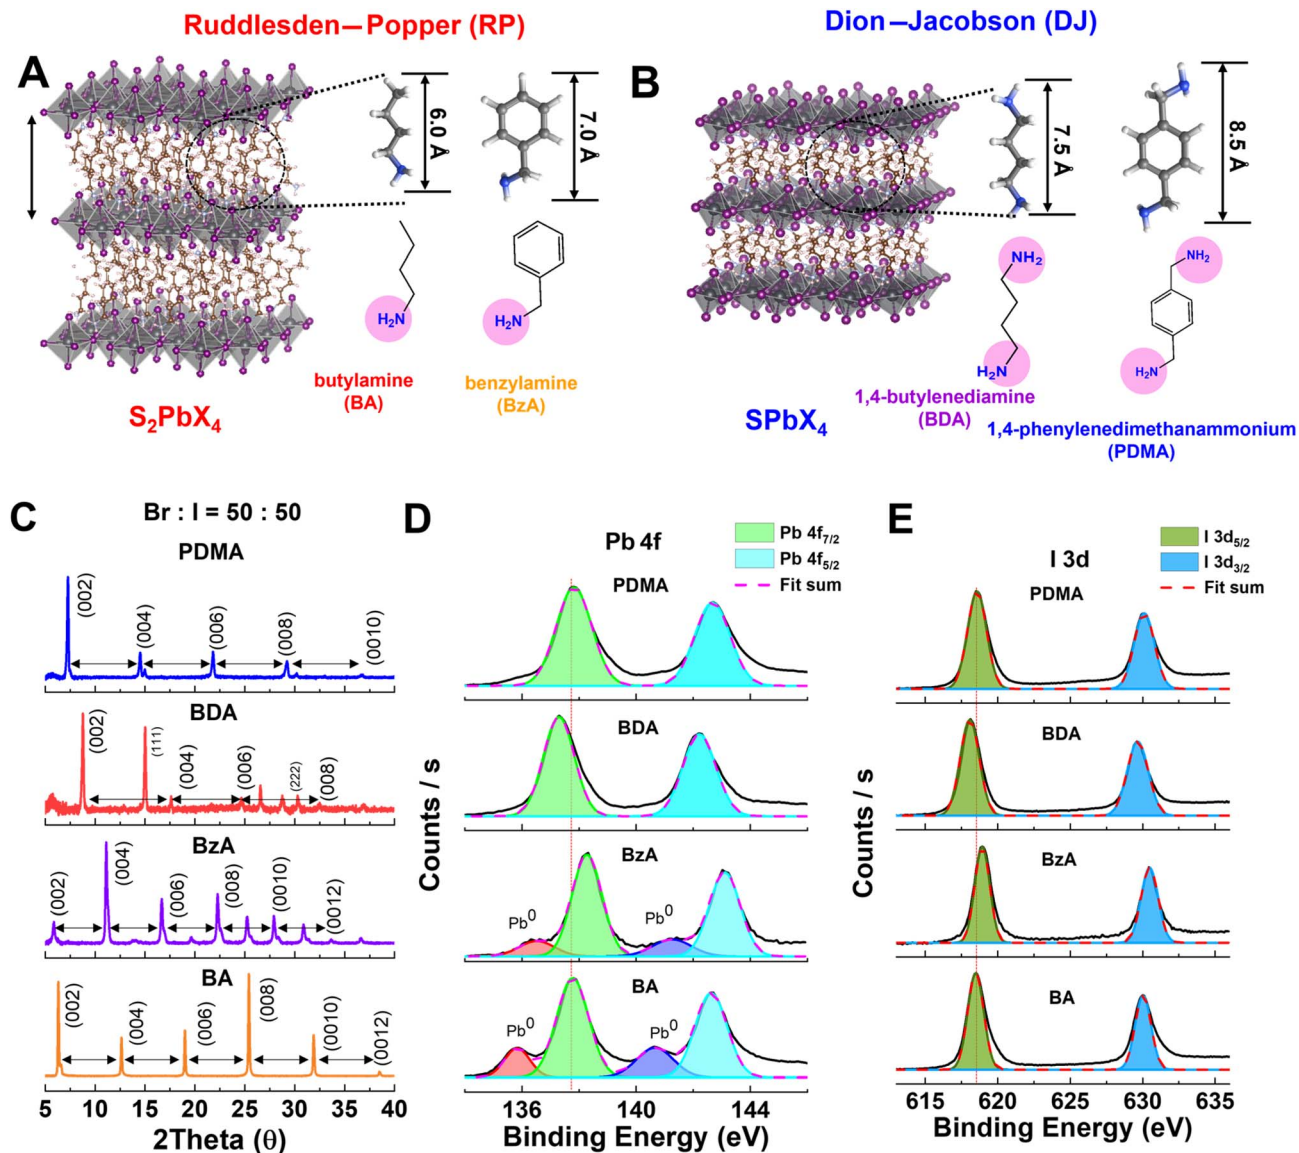 Ruddlesden–Popper (RP)
Dion–Jacobson (DJ)
A
6.0 Å
7.0 Å
H₂N
H₂N
butylamine
(BA)
benzylamine
(BzA)
S₂PbX₄
B
7.5 Å
8.5 Å
NH₂
H₂N
NH₂
H₂N
1,4-butylenediamine
(BDA)
SPbX₄
1,4-phenylenedimethanammonium
(PDMA)
C
Br : I = 50 : 50
PDMA
(002)
(004)
(006)
(008)
(0010)
BDA
(002)
(111)
(004)
(006)
(222)
(008)
BzA
(002)
(004)
(006)
(008)
(0010)
(0012)
BA
(002)
(004)
(006)
(008)
(0010)
(0012)
5 10 15 20 25 30 35 40
2Theta (θ)
D
Pb 4f
Pb 4f₇/₂
Pb 4f₅/₂
Fit sum
PDMA
BDA
BzA
Pb⁰
Pb⁰
BA
Pb⁰
Pb⁰
Counts / s
136 140 144
Binding Energy (eV)
E
I 3d
I 3d₅/₂
I 3d₃/₂
Fit sum
PDMA
BDA
BzA
BA
Counts / s
615 620 625 630 635
Binding Energy (eV)